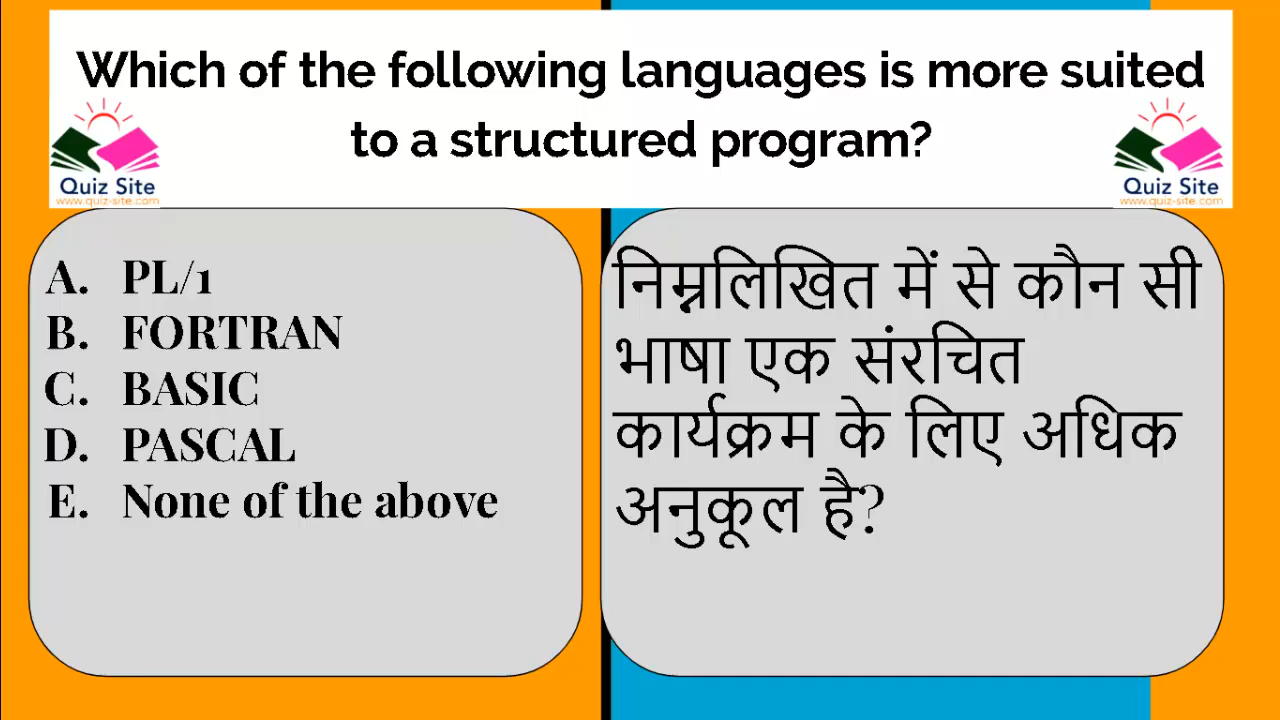 Which of the following languages is more suited
to a structured program?
Quiz Site
www.quiz-site.com
Quiz Site
www.quiz-site.com
A. PL/1
B. FORTRAN
C. BASIC
D. PASCAL
E. None of the above
निम्नलिखित में से कौन सी
भाषा एक संरचित
कार्यक्रम के लिए अधिक
अनुकूल है?